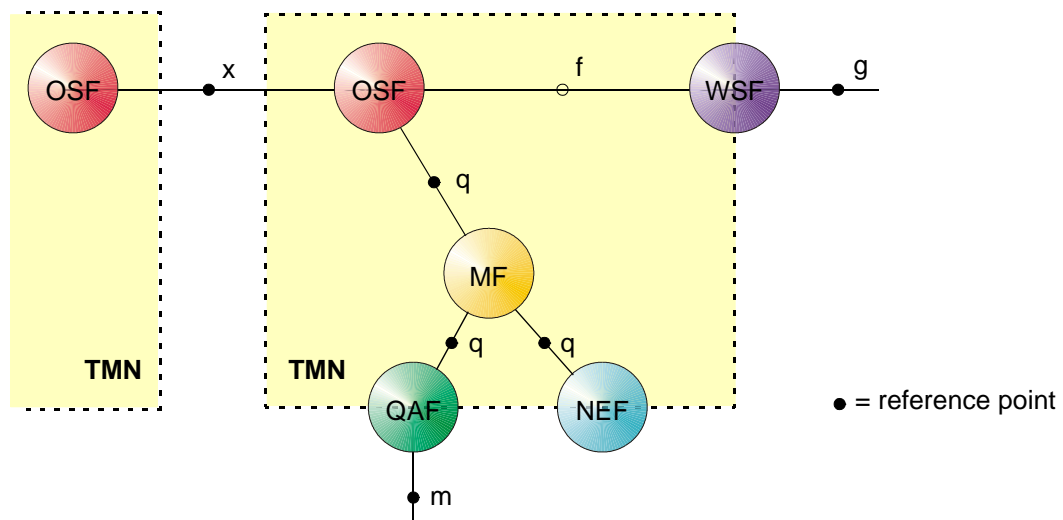 x
f
g
OSF
OSF
WSF
q
MF
q
q
TMN
TMN
QAF
NEF
= reference point
m